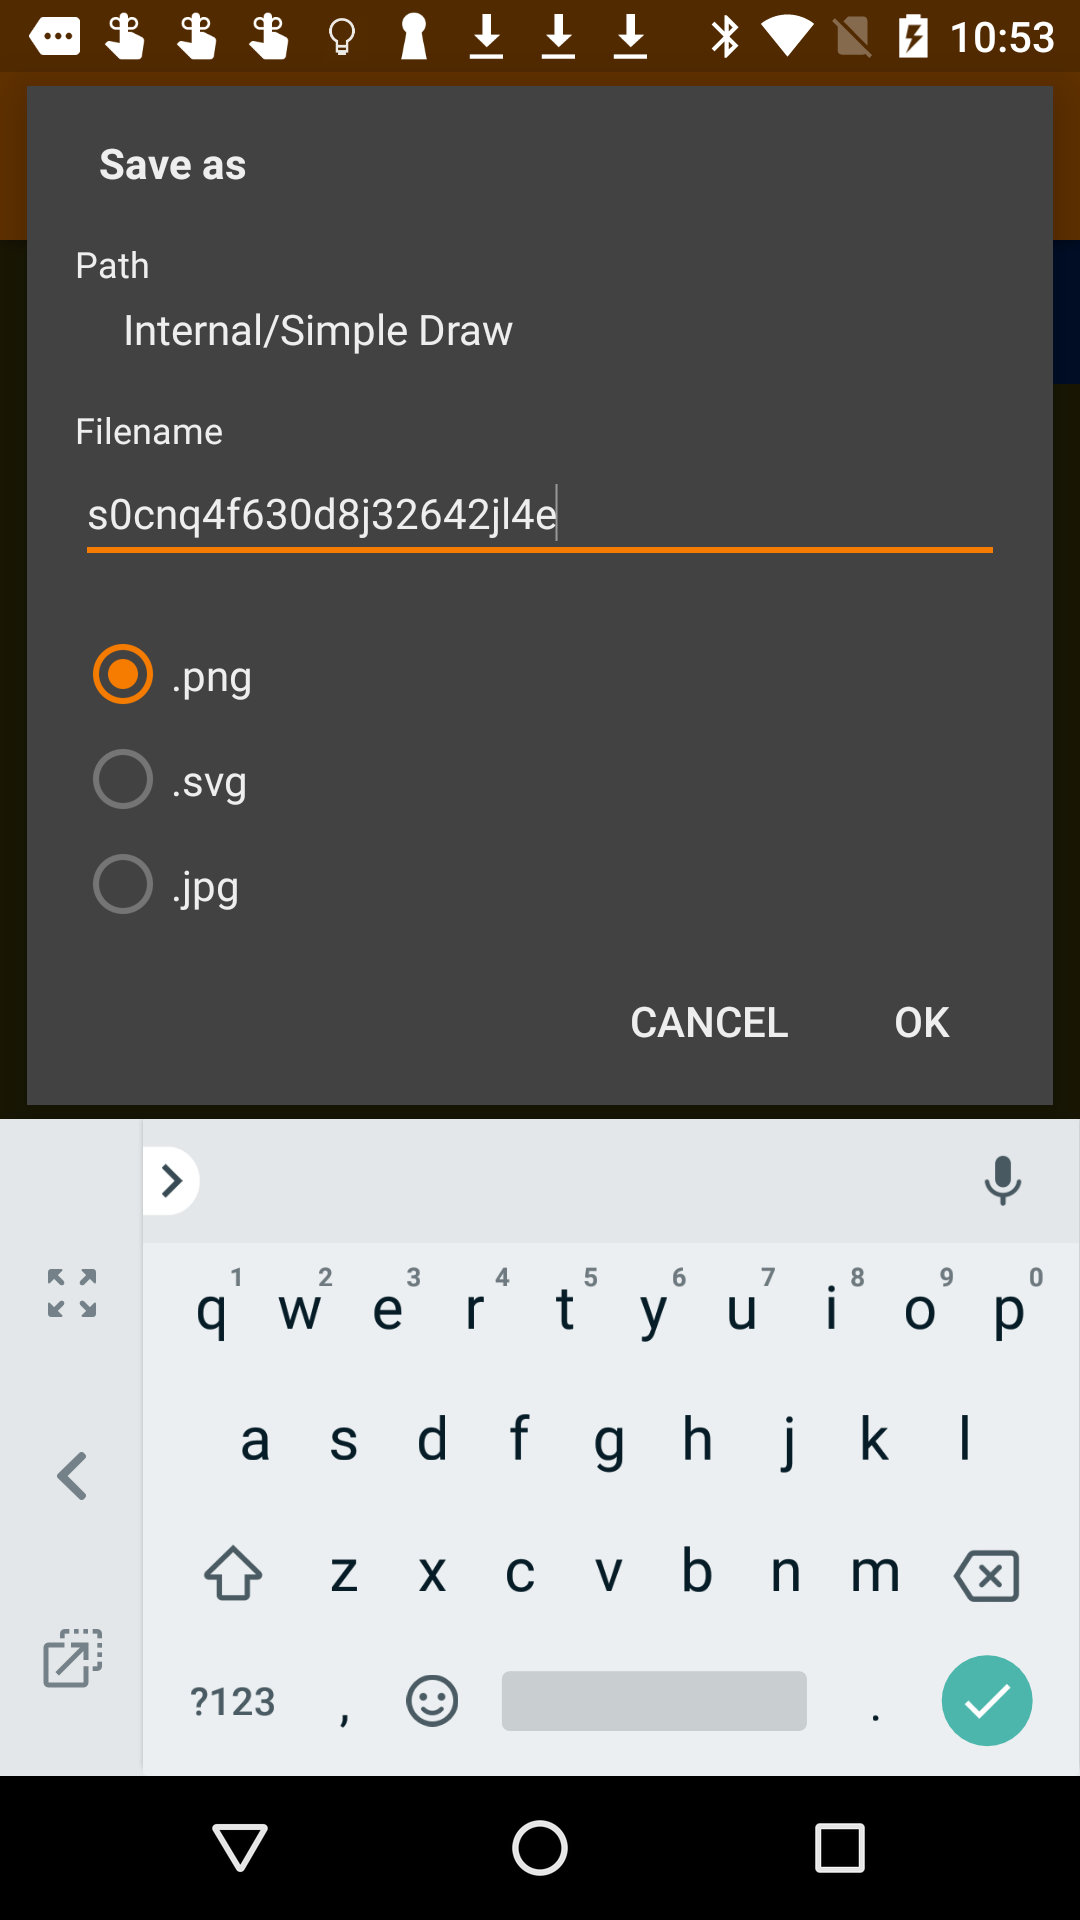 10:53
Save as
Path
Internal/Simple Draw
Filename
s0cnq4f630d8j32642jl4e
.png
.svg
.jpg
CANCEL OK
1 2 3 4 5 6 7 8 9 0
q w e r t y u i o p
a s d f g h j k l
z x c v b n m
?123 , .